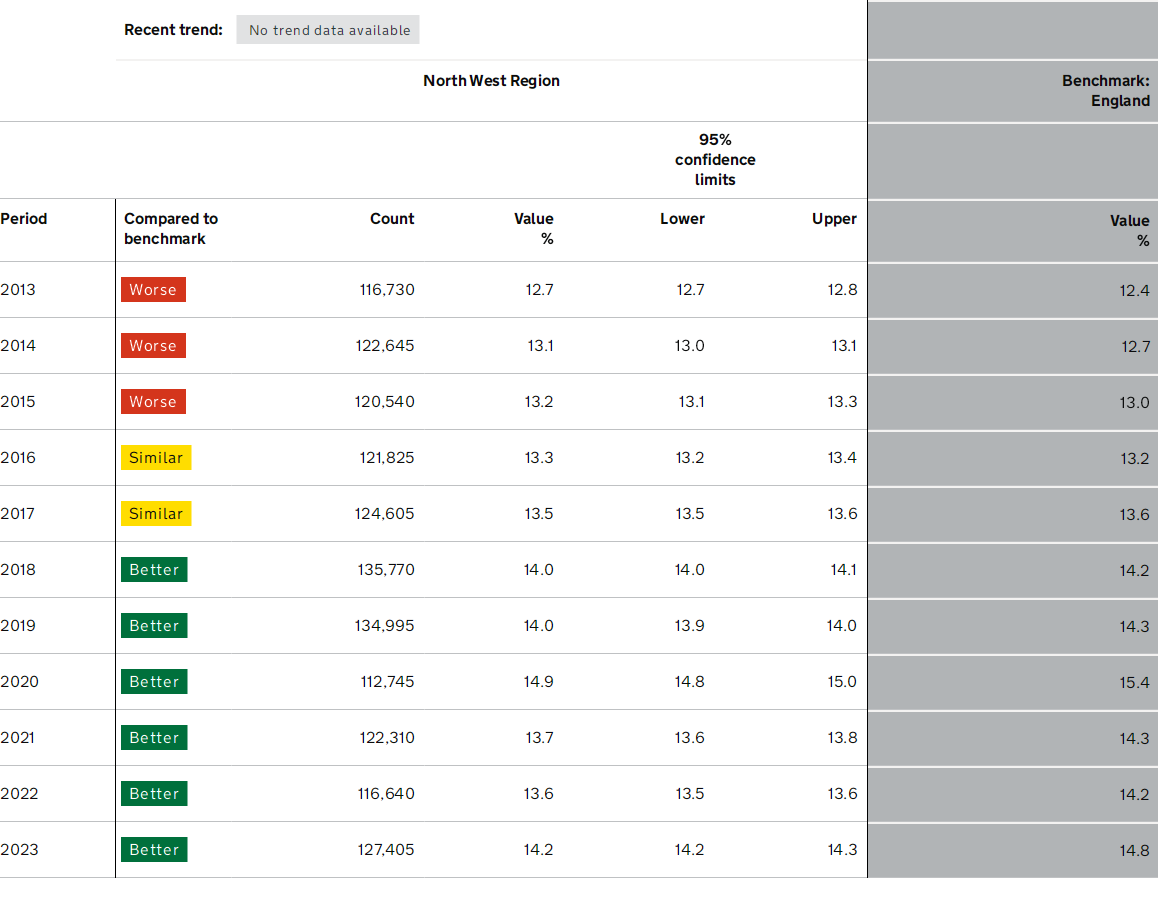 Recent trend: No trend data available
North West Region Benchmark:
England
95%
confidence
limits
Period Compared to Count Value Lower Upper Value
benchmark % %
2013 Worse 116,730 12.7 12.7 12.8 12.4
2014 Worse 122,645 13.1 13.0 13.1 12.7
2015 Worse 120,540 13.2 13.1 13.3 13.0
2016 Similar 121,825 13.3 13.2 13.4 13.2
2017 Similar 124,605 13.5 13.5 13.6 13.6
2018 Better 135,770 14.0 14.0 14.1 14.2
2019 Better 134,995 14.0 13.9 14.0 14.3
2020 Better 112,745 14.9 14.8 15.0 15.4
2021 Better 122,310 13.7 13.6 13.8 14.3
2022 Better 116,640 13.6 13.5 13.6 14.2
2023 Better 127,405 14.2 14.2 14.3 14.8